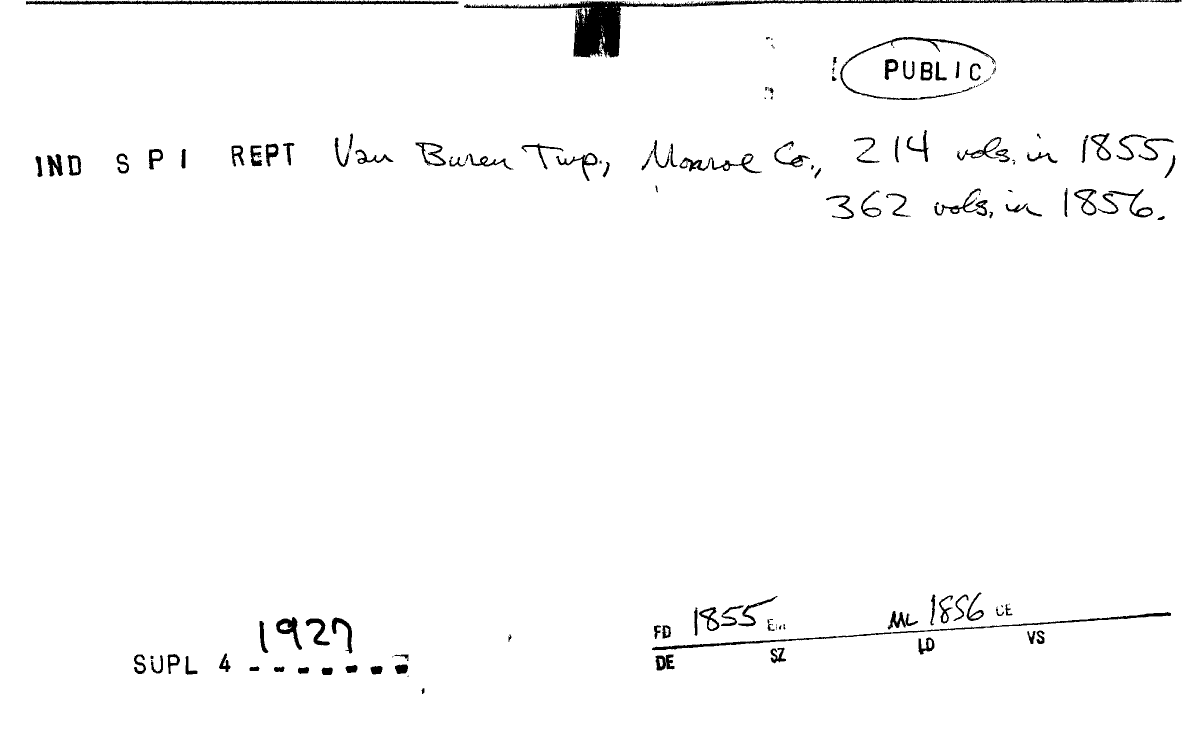 PUBLIC
IND S P I REPT Van Buren Twp., Monroe Co., 214 vols. in 1855,
362 vols. in 1856.
1927
SUPL 4
FD 1855 ML 1856 CE
DE SZ LD VS